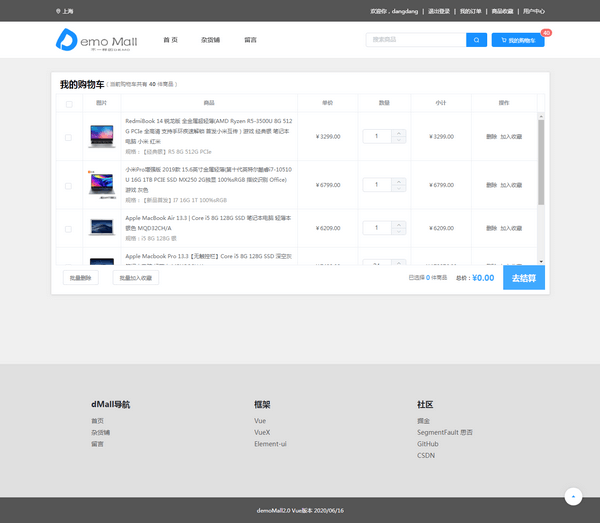 上海
欢迎你, dangdang | 退出登录 | 我的订单 | 商品收藏 | 用户中心
emo Mall
首 页 杂货铺 留言
搜索商品
我的购物车
40
我的购物车 ( 当前购物车共有 40 件商品 )
图片 商品 单价 数量 小计 操作
RedmiBook 14 锐龙版 全金属超轻薄(AMD Ryzen R5-3500U 8G 512
G PCIe 全高清 支持手环疾速解锁 首发小米互传 ) 游戏 经典银 笔记本
电脑 小米 红米
规格：【经典银】R5 8G 512G PCIe
¥ 3299.00 1 ¥ 3299.00 删除 加入收藏
小米Pro增强版 2019款 15.6英寸金属轻薄(第十代英特尔酷睿i7-10510
U 16G 1TB PCIE SSD MX250 2G独显 100%sRGB 指纹识别 Office)
游戏 灰色
规格：【新品首发】I7 16G 1T 100%sRGB
¥ 6799.00 1 ¥ 6799.00 删除 加入收藏
Apple MacBook Air 13.3 | Core i5 8G 128G SSD 笔记本电脑 轻薄本
银色 MQD32CH/A
规格：i5 8G 128G 银
¥ 6209.00 1 ¥ 6209.00 删除 加入收藏
Apple Macbook Pro 13.3【无触控栏】Core i5 8G 128G SSD 深空灰
批量删除 批量加入收藏
已选择 0 件商品 总价：¥0.00 去结算
dMall导航
首页
杂货铺
留言
框架
Vue
VueX
Element-ui
社区
掘金
SegmentFault 思否
GitHub
CSDN
demoMall2.0 Vue版本 2020/06/16